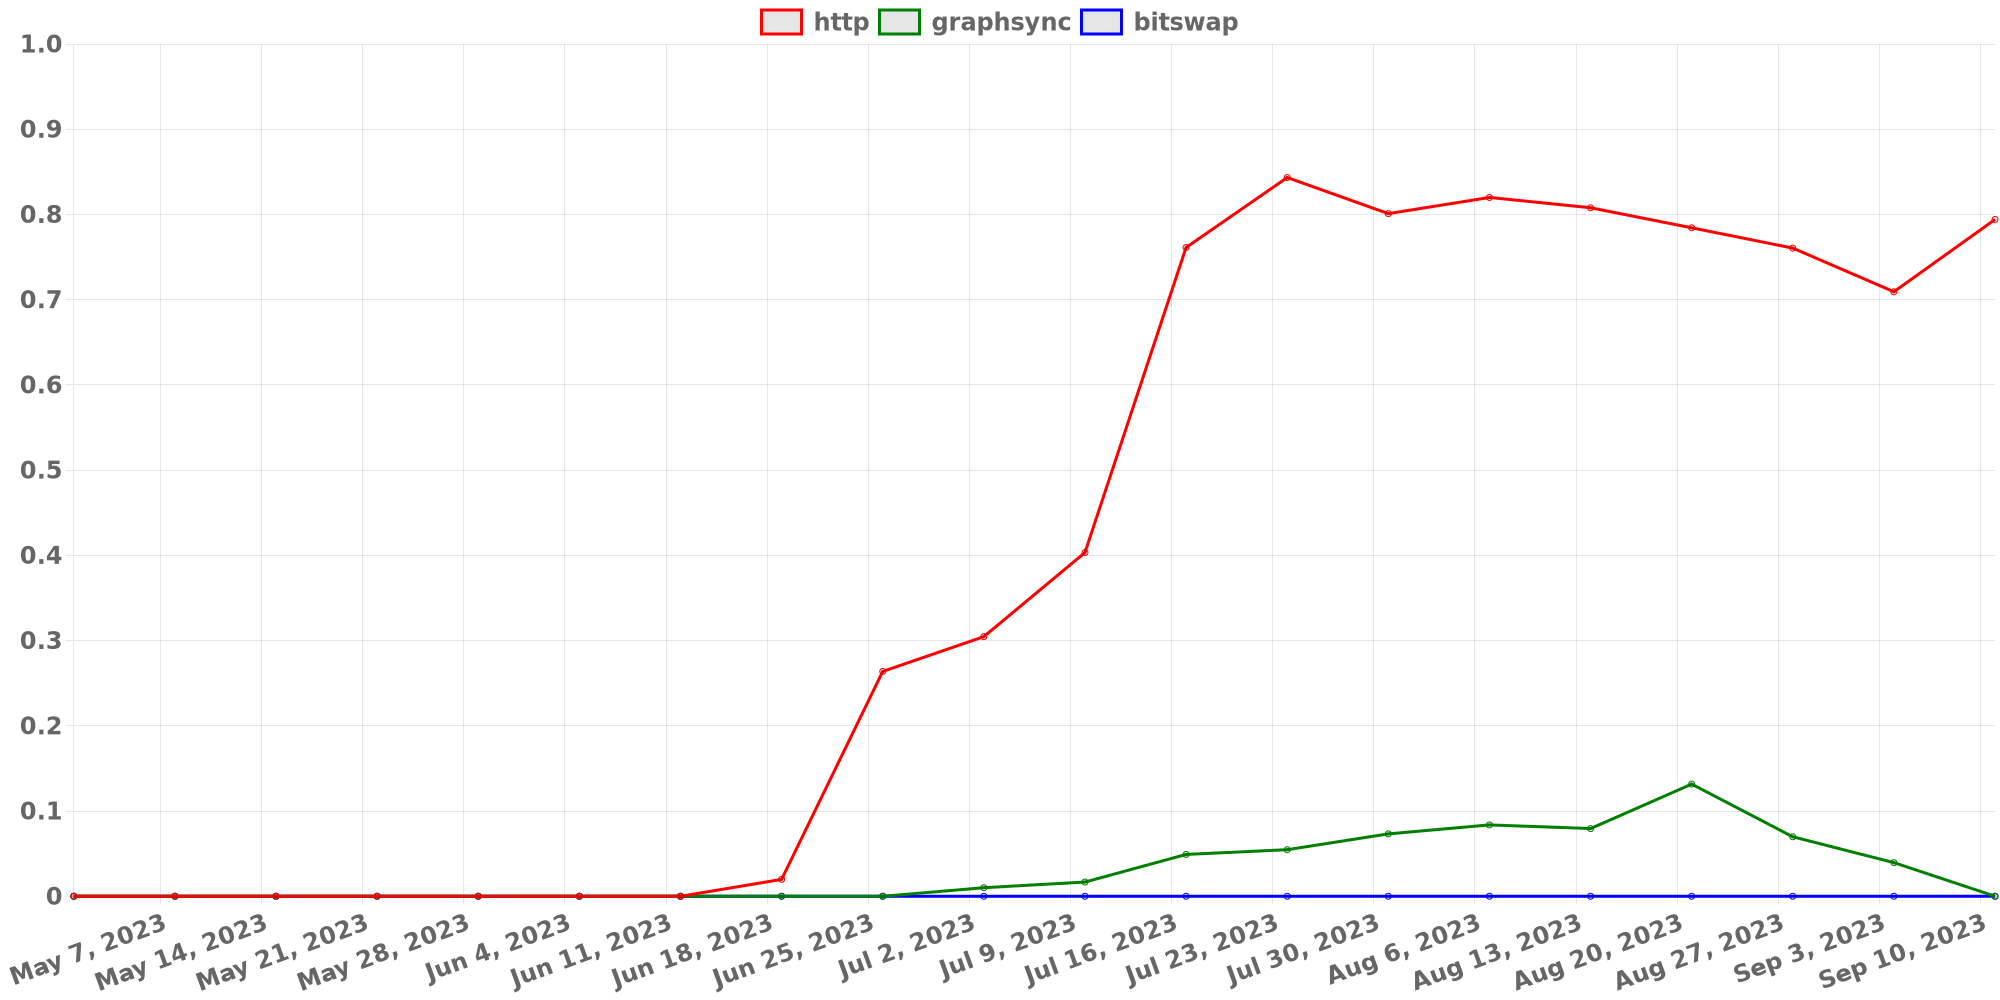 http graphsync bitswap
1.0
0.9
0.8
0.7
0.6
0.5
0.4
0.3
0.2
0.1
0
May 7, 2023
May 14, 2023
May 21, 2023
May 28, 2023
Jun 4, 2023
Jun 11, 2023
Jun 18, 2023
Jun 25, 2023
Jul 2, 2023
Jul 9, 2023
Jul 16, 2023
Jul 23, 2023
Jul 30, 2023
Aug 6, 2023
Aug 13, 2023
Aug 20, 2023
Aug 27, 2023
Sep 3, 2023
Sep 10, 2023